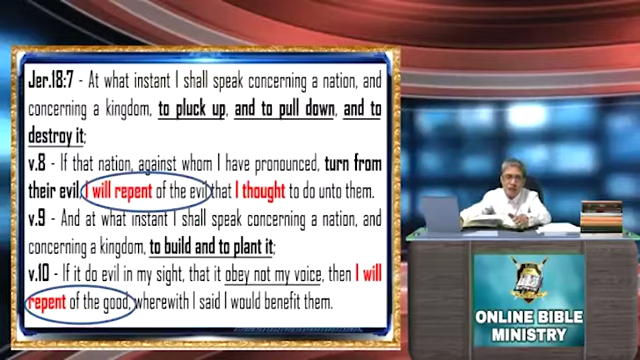 Jer.18:7 - At what instant I shall speak concerning a nation, and
concerning a kingdom, to pluck up, and to pull down, and to
destroy it;
v.8 - If that nation, against whom I have pronounced, turn from
their evil, I will repent of the evil that I thought to do unto them.
v.9 - And at what instant I shall speak concerning a nation, and
concerning a kingdom, to build and to plant it;
v.10 - If it do evil in my sight, that it obey not my voice, then I will
repent of the good, wherewith I said I would benefit them.
ONLINE BIBLE
MINISTRY